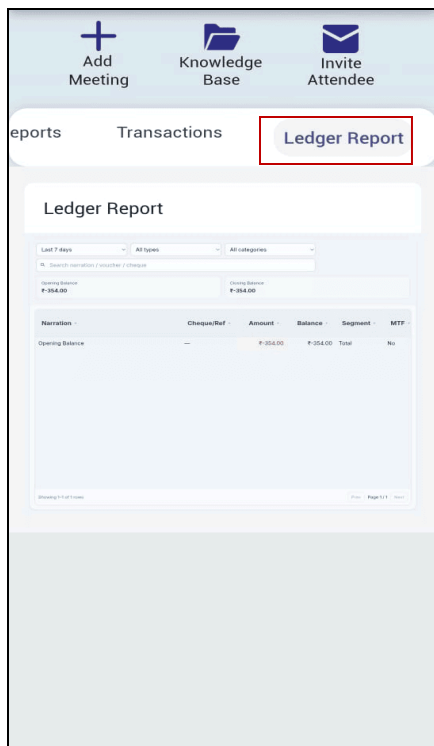 Add Meeting
Knowledge Base
Invite Attendee
eports Transactions Ledger Report
Ledger Report
Last 7 days All types All categories
Search narration / voucher / cheque
Opening Balance
₹-354.00
Closing Balance
₹-354.00
Narration Cheque/Ref Amount Balance Segment MTF
Opening Balance — ₹-354.00 ₹-354.00 Total No
Showing 1-1 of 1 rows
Prev Page 1 / 1 Next